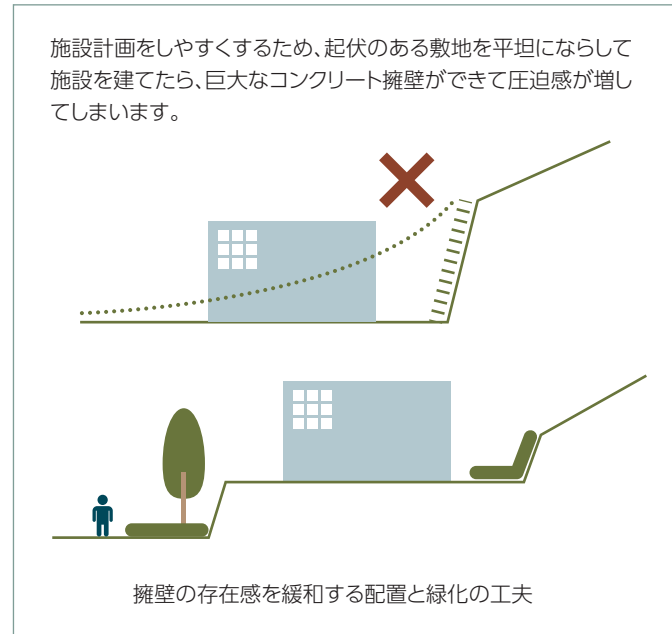 施設計画をしやすくするため、起伏のある敷地を平坦にならして
施設を建てたら、巨大なコンクリート擁壁ができて圧迫感が増し
てしまいます。
擁壁の存在感を緩和する配置と緑化の工夫